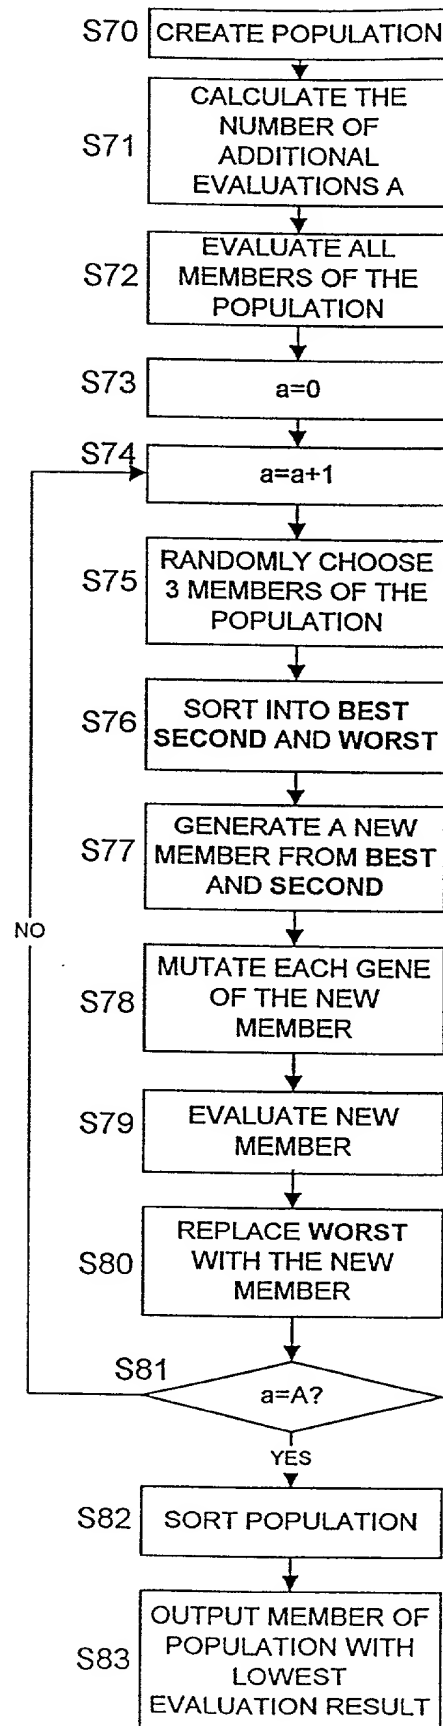 S70 CREATE POPULATION
S71
CALCULATE THE
NUMBER OF
ADDITIONAL
EVALUATIONS A
S72
EVALUATE ALL
MEMBERS OF THE
POPULATION
S73
a=0
S74
a=a+1
S75
RANDOMLY CHOOSE
3 MEMBERS OF THE
POPULATION
S76
SORT INTO BEST
SECOND AND WORST
S77
GENERATE A NEW
MEMBER FROM BEST
AND SECOND
NO
S78
MUTATE EACH GENE
OF THE NEW
MEMBER
S79
EVALUATE NEW
MEMBER
S80
REPLACE WORST
WITH THE NEW
MEMBER
S81
a=A?
YES
S82
SORT POPULATION
S83
OUTPUT MEMBER OF
POPULATION WITH
LOWEST
EVALUATION RESULT